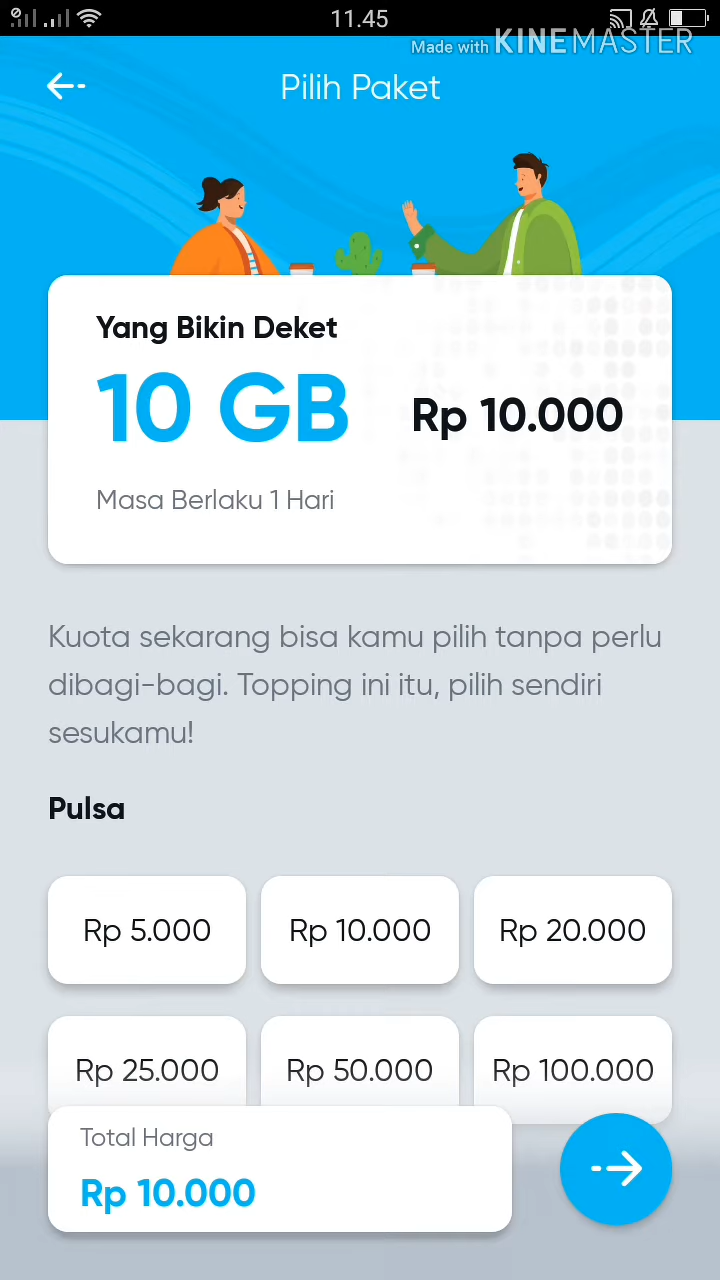 11.45
Made with KINEMASTER
Pilih Paket
Yang Bikin Deket
10 GB
Rp 10.000
Masa Berlaku 1 Hari
Kuota sekarang bisa kamu pilih tanpa perlu
dibagi-bagi. Topping ini itu, pilih sendiri
sesukamu!
Pulsa
Rp 5.000
Rp 10.000
Rp 20.000
Rp 25.000
Rp 50.000
Rp 100.000
Total Harga
Rp 10.000